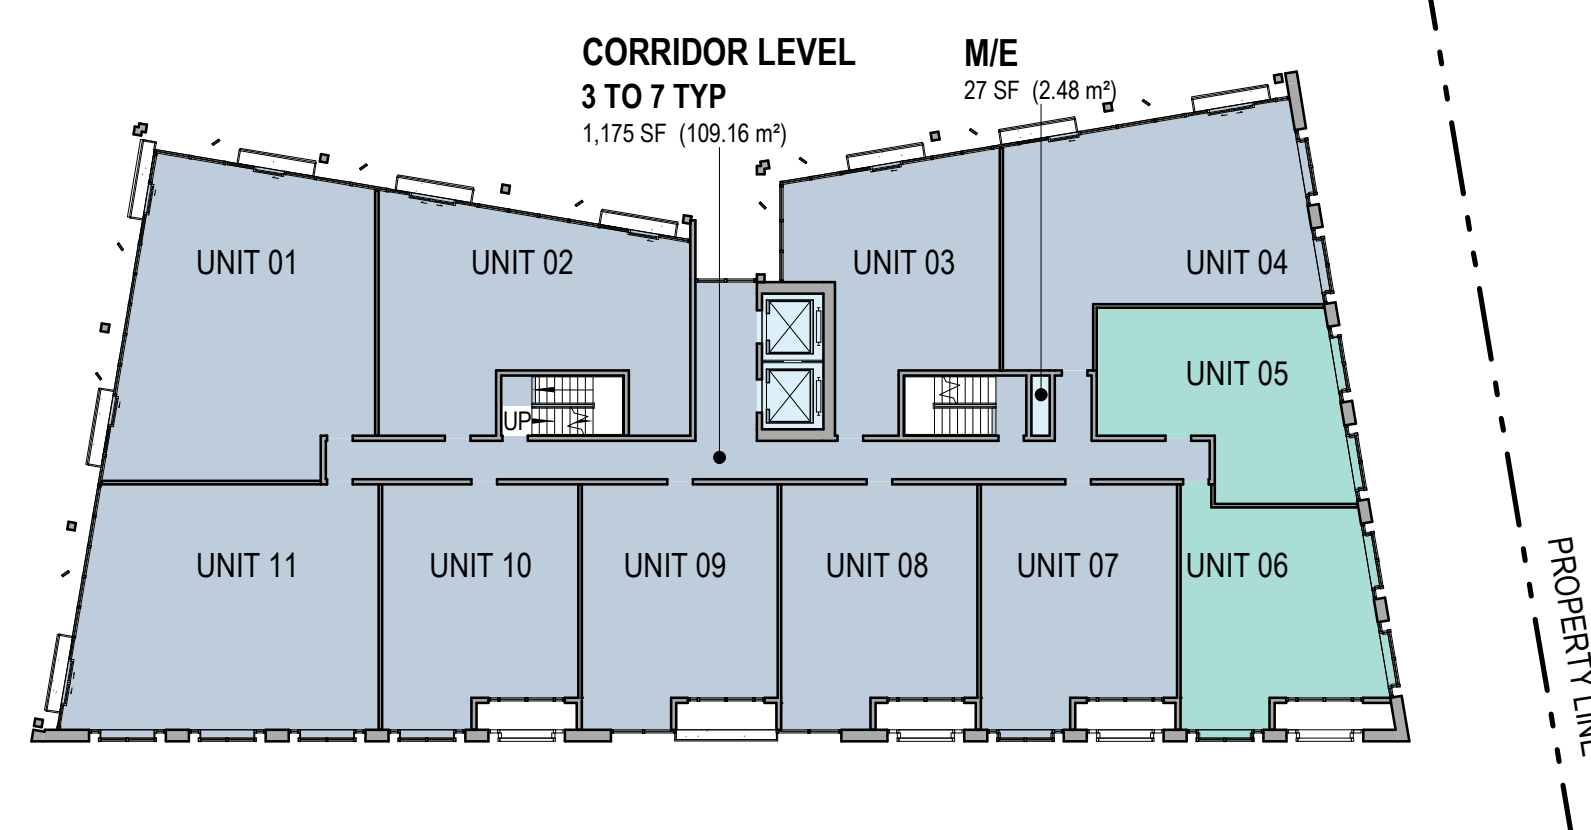 CORRIDOR LEVEL
3 TO 7 TYP
1,175 SF (109.16 m²)
M/E
27 SF (2.48 m²)
UNIT 01
UNIT 02
UNIT 03
UNIT 04
UNIT 05
UP
UNIT 11
UNIT 10
UNIT 09
UNIT 08
UNIT 07
UNIT 06
PROPERTY LINE